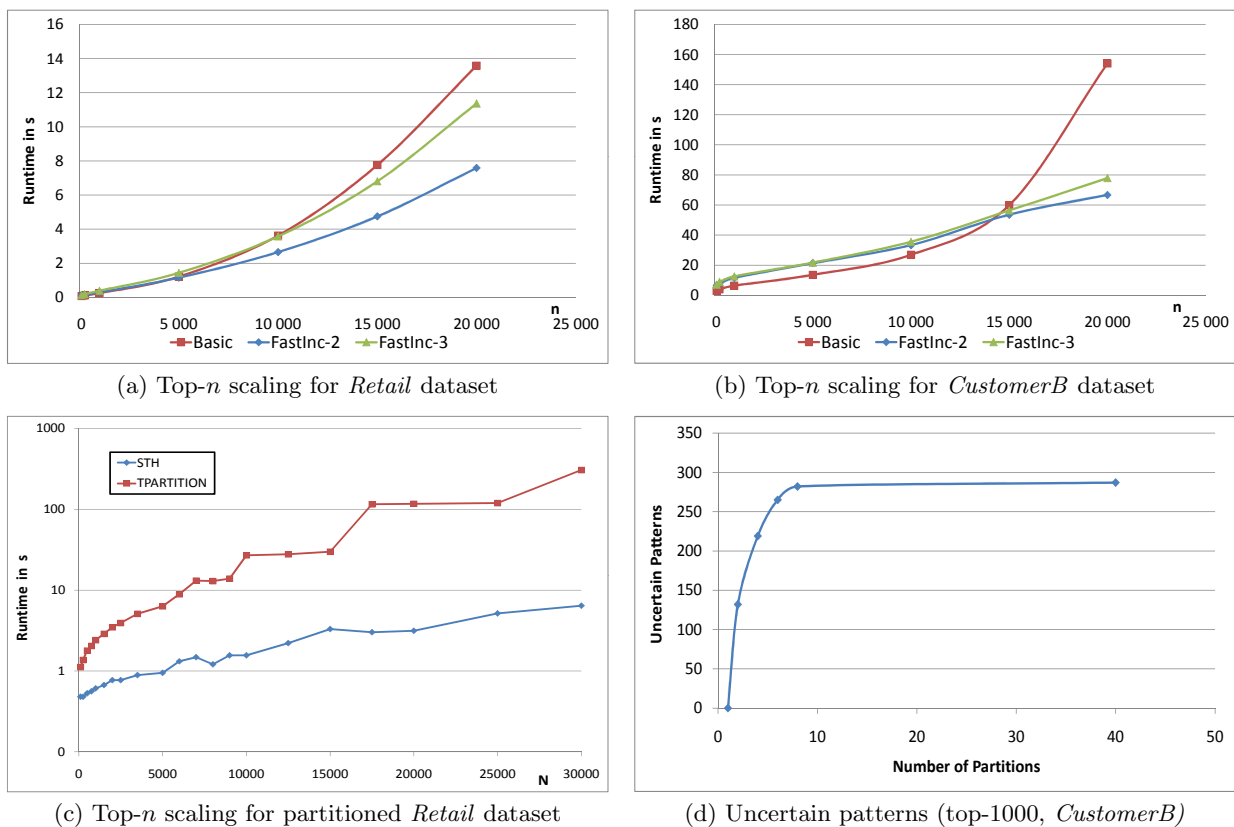 16
14
12
10
8
6
4
2
0
Runtime in s
0 5 000 10 000 15 000 20 000 25 000
n
Basic FastInc-2 FastInc-3
(a) Top-n scaling for Retail dataset
180
160
140
120
100
80
60
40
20
0
Runtime in s
0 5 000 10 000 15 000 20 000 25 000
n
Basic FastInc-2 FastInc-3
(b) Top-n scaling for CustomerB dataset
1000
100
10
1
0
Runtime in s
STH
TPARTITION
0 5000 10000 15000 20000 25000 30000
N
(c) Top-n scaling for partitioned Retail dataset
350
300
250
200
150
100
50
0
Uncertain Patterns
0 10 20 30 40 50
Number of Partitions
(d) Uncertain patterns (top-1000, CustomerB)